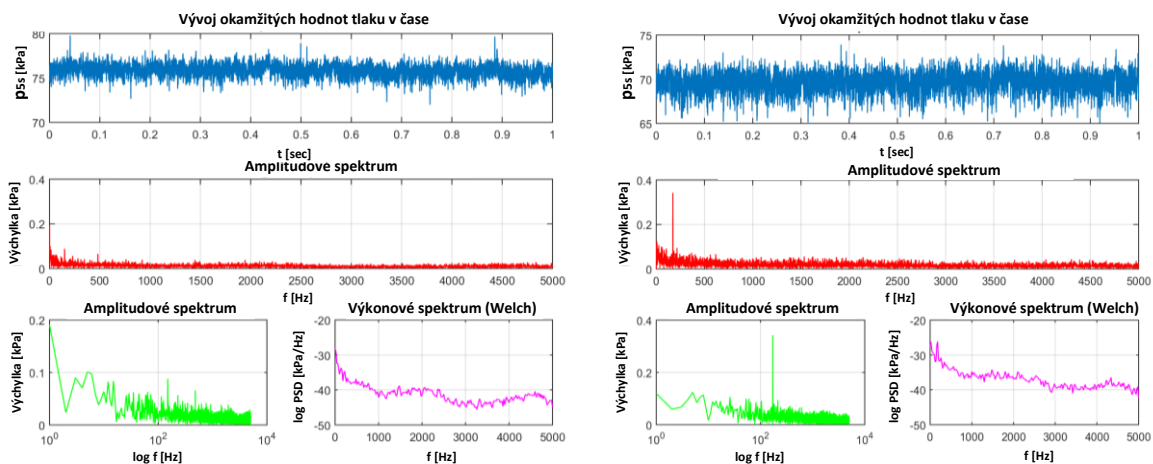 Vývoj okamžitých hodnot tlaku v čase
pss [kPa]
80
75
70
0 0.1 0.2 0.3 0.4 0.5 0.6 0.7 0.8 0.9 1
t [sec]
Amplitudové spektrum
Výchylka [kPa]
0.4
0.2
0
0 500 1000 1500 2000 2500 3000 3500 4000 4500 5000
f [Hz]
Amplitudové spektrum
Výchylka [kPa]
0.2
0.1
0
10^0 10^2 10^4
log f [Hz]
Výkonové spektrum (Welch)
log PSD [kPa/Hz]
-20
-30
-40
-50
0 1000 2000 3000 4000 5000
f [Hz]
Vývoj okamžitých hodnot tlaku v čase
pss [kPa]
75
70
65
0 0.1 0.2 0.3 0.4 0.5 0.6 0.7 0.8 0.9 1
t [sec]
Amplitudové spektrum
Výchylka [kPa]
0.4
0.2
0
0 500 1000 1500 2000 2500 3000 3500 4000 4500 5000
f [Hz]
Amplitudové spektrum
Výchylka [kPa]
0.4
0.2
0
10^0 10^2 10^4
log f [Hz]
Výkonové spektrum (Welch)
log PSD [kPa/Hz]
-20
-30
-40
-50
0 1000 2000 3000 4000 5000
f [Hz]